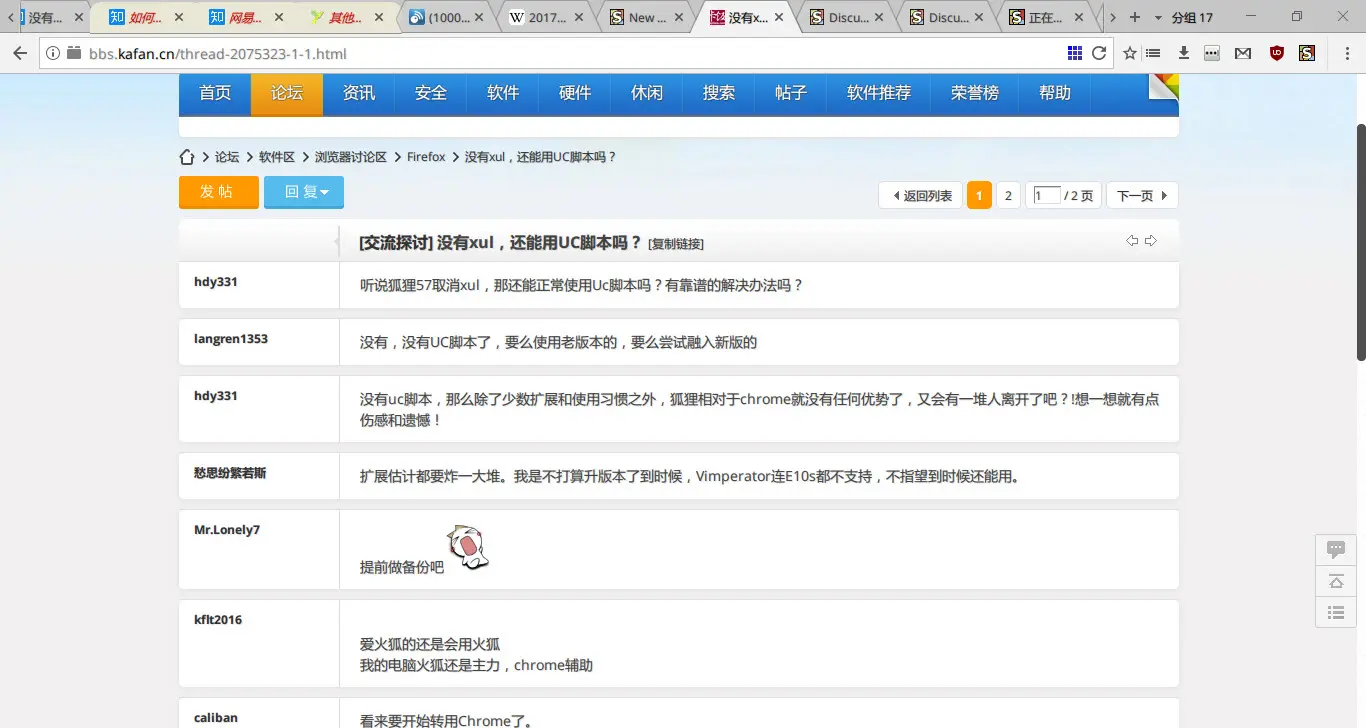 没有...
如何...
网易...
其他...
(1000...
2017...
New ...
没有x...
Discu...
Discu...
正在...
分组 17
bbs.kafan.cn/thread-2075323-1-1.html
首页 论坛 资讯 安全 软件 硬件 休闲 搜索 帖子 软件推荐 荣誉榜 帮助
论坛 软件区 浏览器讨论区 Firefox 没有xul，还能用UC脚本吗？
发 帖 回 复
返回列表 1 2 1 / 2 页 下一页
[交流探讨] 没有xul，还能用UC脚本吗？ [复制链接]
hdy331
听说狐狸57取消xul，那还能正常使用Uc脚本吗？有靠谱的解决办法吗？
langren1353
没有，没有UC脚本了，要么使用老版本的，要么尝试融入新版的
hdy331
没有uc脚本，那么除了少数扩展和使用习惯之外，狐狸相对于chrome就没有任何优势了，又会有一堆人离开了吧？!想一想就有点
伤感和遗憾！
愁思纷繁若斯
扩展估计都要炸一大堆。我是不打算升版本了到时候，Vimperator连E10s都不支持，不指望到时候还能用。
Mr.Lonely7
提前做备份吧
kflt2016
爱火狐的还是会用火狐
我的电脑火狐还是主力，chrome辅助
caliban
看来要开始转用Chrome了。